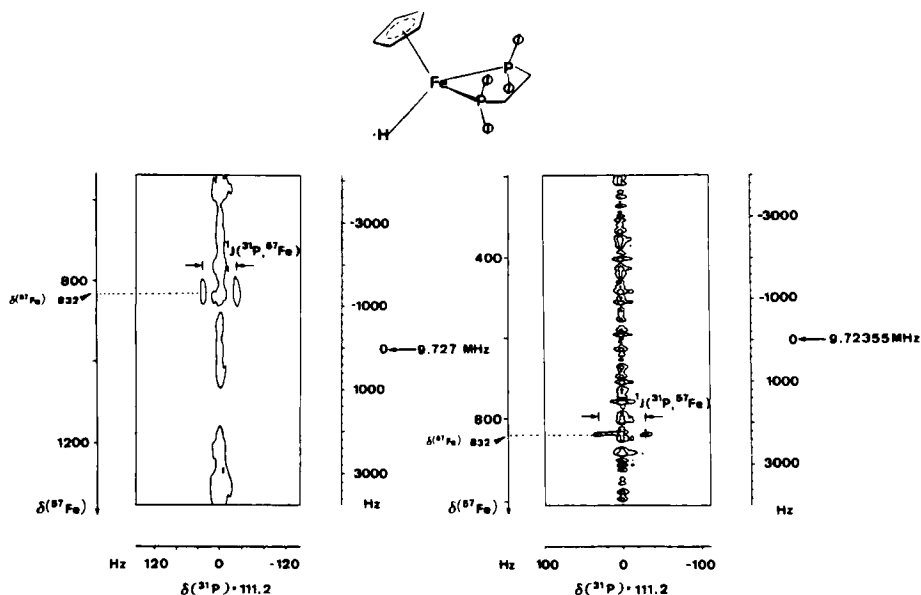 Fe
P
P
H
Ø
Ø
Ø
Ø
¹J(³¹P,⁵⁷Fe)
800
δ(⁵⁷Fe) 832
1200
δ(⁵⁷Fe)
-3000
-1000
0 9.727 MHz
1000
3000
Hz
Hz 120 0 -120
δ(³¹P)·111.2
400
¹J(³¹P,⁵⁷Fe)
800
δ(⁵⁷Fe) 832
δ(⁵⁷Fe)
-3000
-1000
0 9.72355MHz
1000
3000
Hz
Hz 100 0 -100
δ(³¹P)·111.2